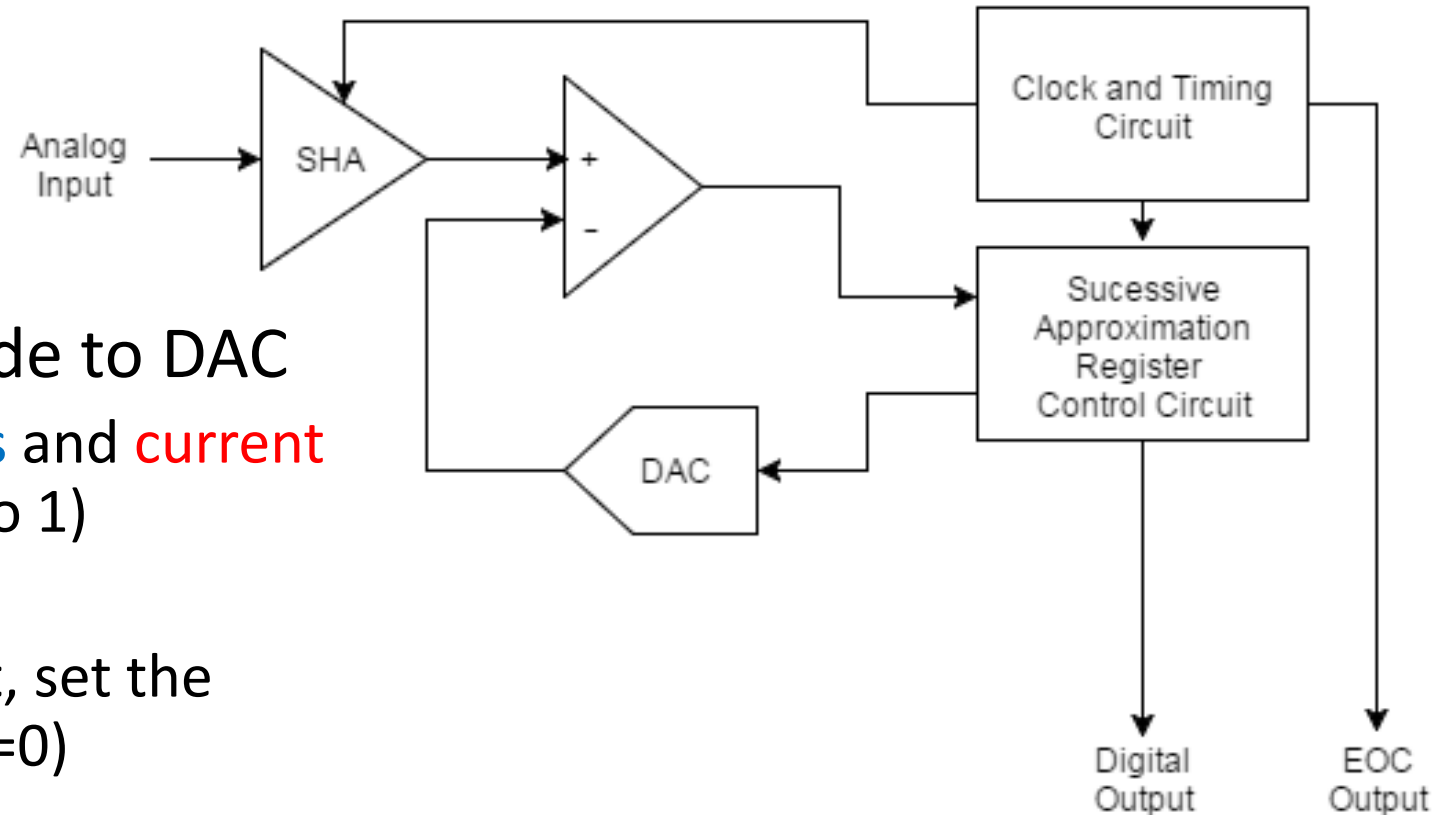 Clock and Timing
Circuit
Analog
Input
SHA
+
-
Sucessive
Approximation
Register
Control Circuit
DAC
Digital
Output
EOC
Output
de to DAC
s and current
o 1)
, set the
=0)